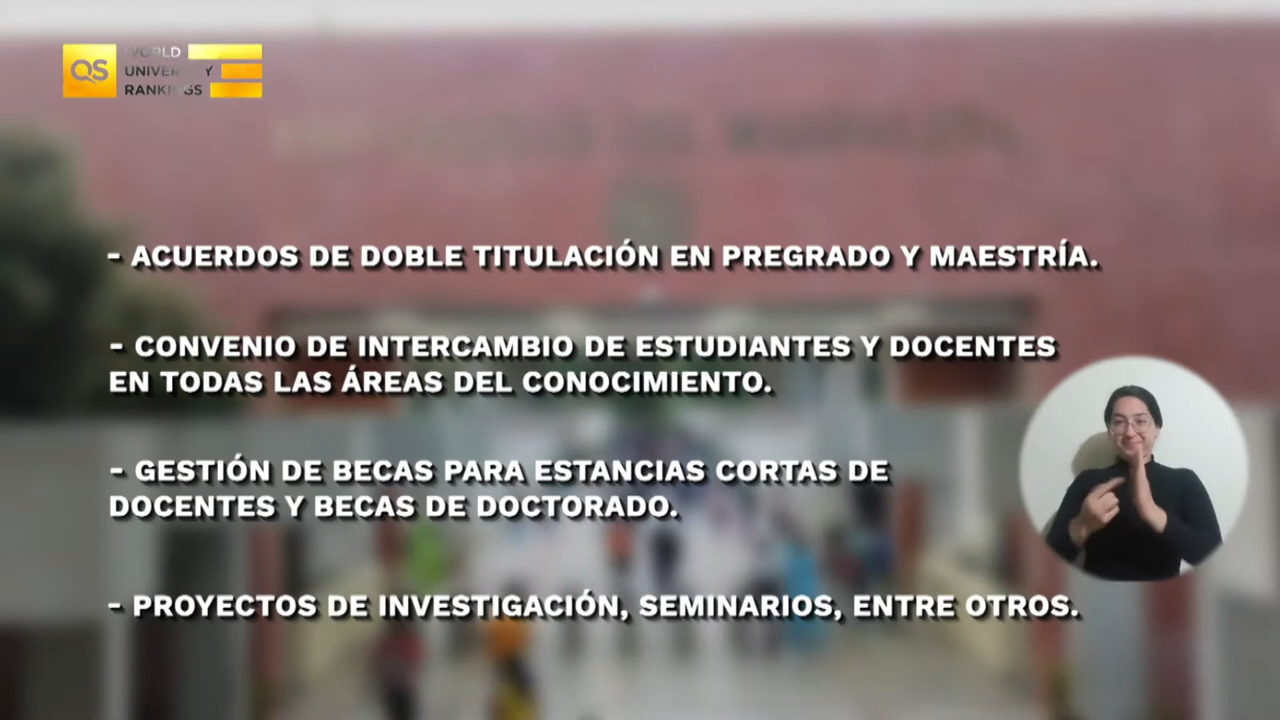 QS
WORLD
UNIVERSITY
RANKINGS
- ACUERDOS DE DOBLE TITULACIÓN EN PREGRADO Y MAESTRÍA.
- CONVENIO DE INTERCAMBIO DE ESTUDIANTES Y DOCENTES
EN TODAS LAS ÁREAS DEL CONOCIMIENTO.
- GESTIÓN DE BECAS PARA ESTANCIAS CORTAS DE
DOCENTES Y BECAS DE DOCTORADO.
- PROYECTOS DE INVESTIGACIÓN, SEMINARIOS, ENTRE OTROS.